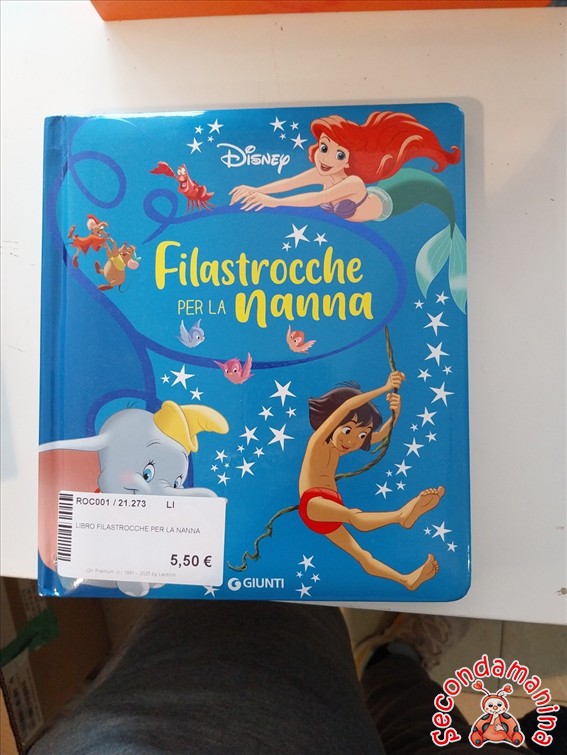 Disney
Filastrocche
PER LA nanna
ROC001 / 21.273 LI
LIBRO FILASTROCCHE PER LA NANNA
5,50 €
GIUNTI
Secondamanina